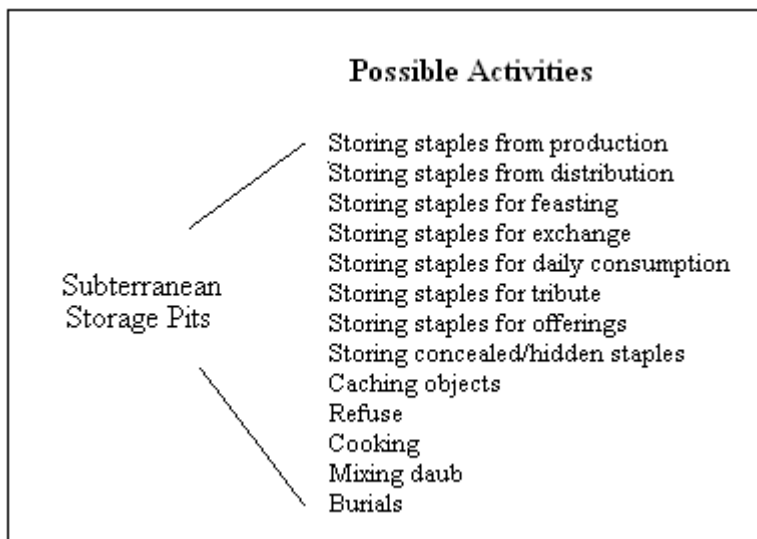 Possible Activities
Storing staples from production
Storing staples from distribution
Storing staples for feasting
Storing staples for exchange
Storing staples for daily consumption
Subterranean
Storage Pits
Storing staples for tribute
Storing staples for offerings
Storing concealed/hidden staples
Caching objects
Refuse
Cooking
Mixing daub
Burials